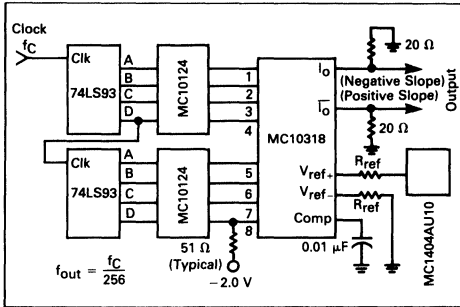 Clock
fC
Clk
74LS93
A
B
C
D
MC10124
1
2
3
4
Clk
74LS93
A
B
C
D
MC10124
5
6
7
8
MC10318
Io
Io
Vref+
Vref-
Comp
20 Ω
(Negative Slope)
(Positive Slope)
Output
20 Ω
Rref
Rref
MC1404AU10
0.01 μF
51 Ω
(Typical)
-2.0 V
fout = fC
256